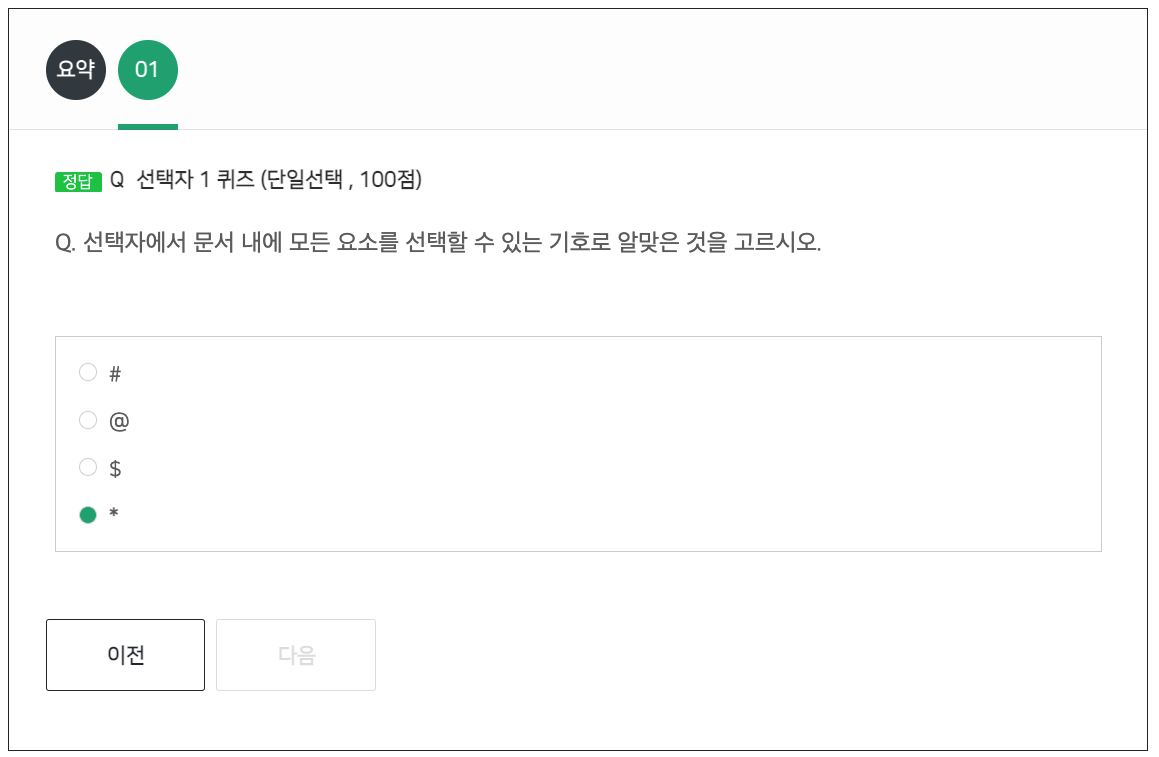 요약 01
정답 Q 선택자 1 퀴즈 (단일선택 , 100점)
Q. 선택자에서 문서 내에 모든 요소를 선택할 수 있는 기호로 알맞은 것을 고르시오.
#
@
$
*
이전 다음